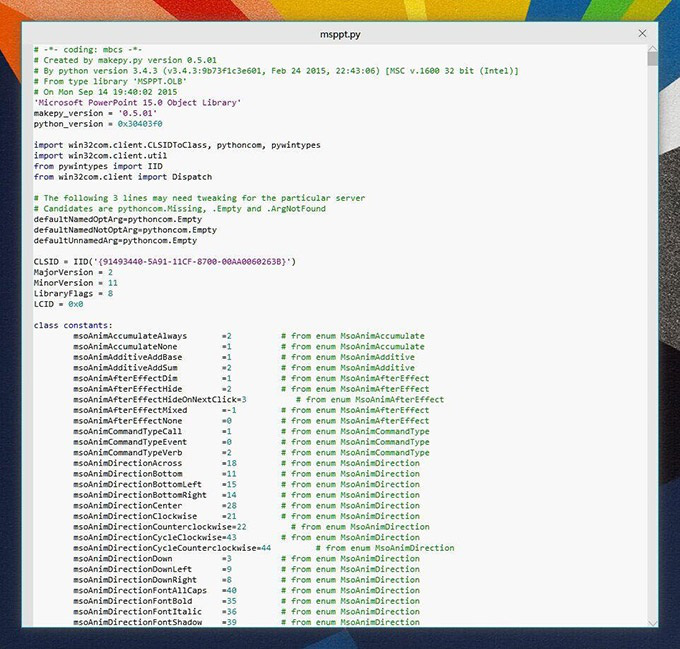 msppt.py
# -*- coding: mbcs -*-
# Created by makepy.py version 0.5.01
# By python version 3.4.3 (v3.4.3:9b73f1c3e601, Feb 24 2015, 22:43:06) [MSC v.1600 32 bit (Intel)]
# From type library 'MSPPT.OLB'
# On Mon Sep 14 19:40:02 2015
'Microsoft PowerPoint 15.0 Object Library'
makepy_version = '0.5.01'
python_version = 0x30403f0
import win32com.client.CLSIDToClass, pythoncom, pywintypes
import win32com.client.util
from pywintypes import IID
from win32com.client import Dispatch
# The following 3 lines may need tweaking for the particular server
# Candidates are pythoncom.Missing, .Empty and .ArgNotFound
defaultNamedOptArg=pythoncom.Empty
defaultNamedNotOptArg=pythoncom.Empty
defaultUnnamedArg=pythoncom.Empty
CLSID = IID('{91493440-5A91-11CF-8700-00AA0060263B}')
MajorVersion = 2
MinorVersion = 11
LibraryFlags = 8
LCID = 0x0
class constants:
msoAnimAccumulateAlways =2 # from enum MsoAnimAccumulate
msoAnimAccumulateNone =1 # from enum MsoAnimAccumulate
msoAnimAdditiveAddBase =1 # from enum MsoAnimAdditive
msoAnimAdditiveAddSum =2 # from enum MsoAnimAdditive
msoAnimAfterEffectDim =1 # from enum MsoAnimAfterEffect
msoAnimAfterEffectHide =2 # from enum MsoAnimAfterEffect
msoAnimAfterEffectHideOnNextClick=3 # from enum MsoAnimAfterEffect
msoAnimAfterEffectMixed =-1 # from enum MsoAnimAfterEffect
msoAnimAfterEffectNone =0 # from enum MsoAnimAfterEffect
msoAnimCommandTypeCall =1 # from enum MsoAnimCommandType
msoAnimCommandTypeEvent =0 # from enum MsoAnimCommandType
msoAnimCommandTypeVerb =2 # from enum MsoAnimCommandType
msoAnimDirectionAcross =18 # from enum MsoAnimDirection
msoAnimDirectionBottom =11 # from enum MsoAnimDirection
msoAnimDirectionBottomLeft =15 # from enum MsoAnimDirection
msoAnimDirectionBottomRight =14 # from enum MsoAnimDirection
msoAnimDirectionCenter =28 # from enum MsoAnimDirection
msoAnimDirectionClockwise =21 # from enum MsoAnimDirection
msoAnimDirectionCounterclockwise=22 # from enum MsoAnimDirection
msoAnimDirectionCycleClockwise=43 # from enum MsoAnimDirection
msoAnimDirectionCycleCounterclockwise=44 # from enum MsoAnimDirection
msoAnimDirectionDown =3 # from enum MsoAnimDirection
msoAnimDirectionDownLeft =9 # from enum MsoAnimDirection
msoAnimDirectionDownRight =8 # from enum MsoAnimDirection
msoAnimDirectionFontAllCaps =40 # from enum MsoAnimDirection
msoAnimDirectionFontBold =35 # from enum MsoAnimDirection
msoAnimDirectionFontItalic =36 # from enum MsoAnimDirection
msoAnimDirectionFontShadow =39 # from enum MsoAnimDirection